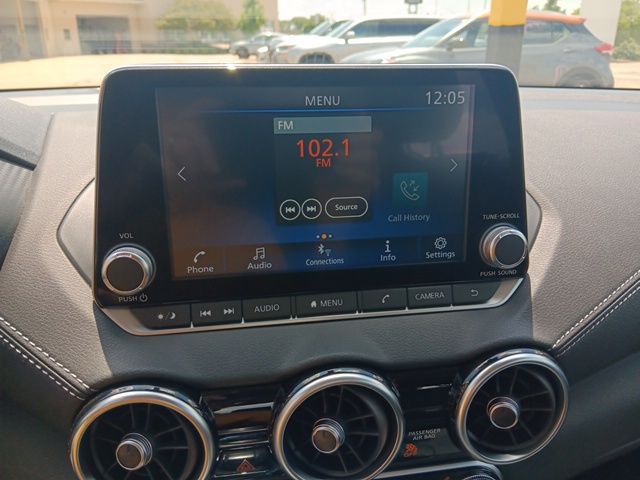 MENU 12:05
FM
102.1
FM
Source
Call History
Phone Audio Connections Info Settings
VOL
PUSH
TUNE·SCROLL
PUSH SOUND
AUDIO MENU CAMERA
PASSENGER
AIR BAG